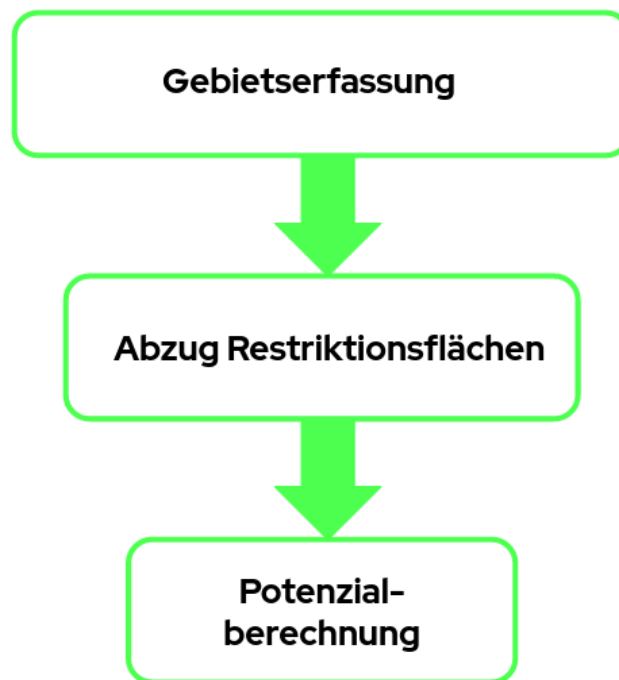 Gebietserfassung
Abzug Restriktionsflächen
Potenzial-
berechnung